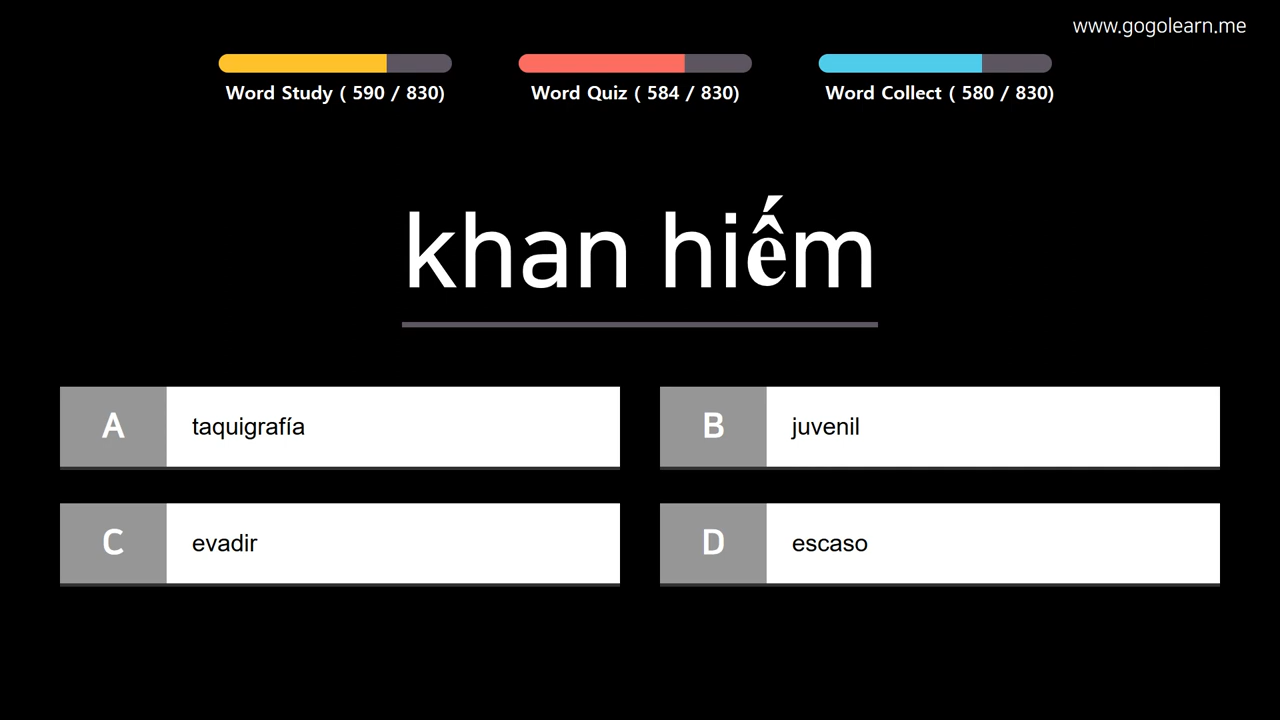 www.gogolearn.me
Word Study ( 590 / 830)
Word Quiz ( 584 / 830)
Word Collect ( 580 / 830)
khan hiếm
A taquigrafía
B juvenil
C evadir
D escaso